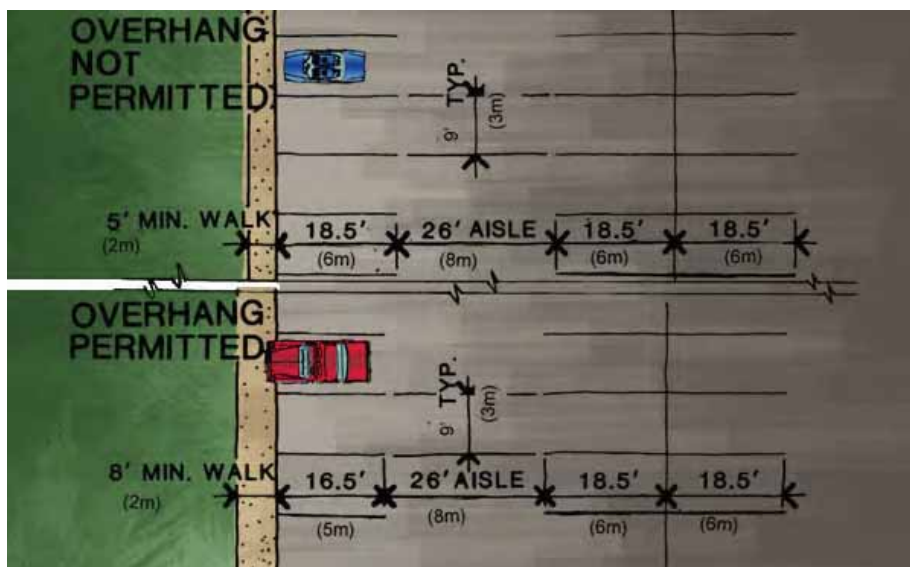 OVERHANG
NOT
PERMITTED
9' TYP.
(3m)
5' MIN. WALK 18.5' 26' AISLE 18.5' 18.5'
(2m) (6m) (8m) (6m) (6m)
OVERHANG
PERMITTED
9' TYP.
(3m)
8' MIN. WALK 16.5' 26' AISLE 18.5' 18.5'
(2m) (5m) (8m) (6m) (6m)